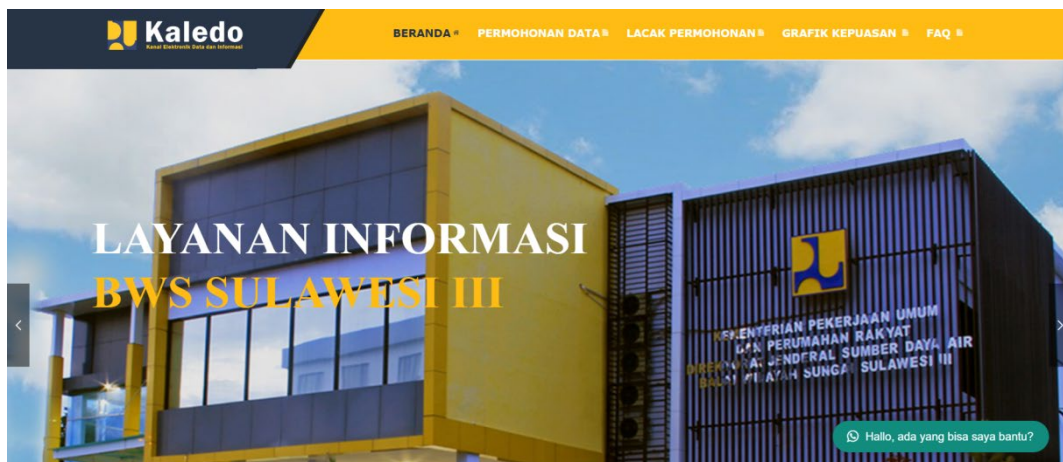 Kaledo
Kanal Elektronik Data dan Informasi
BERANDA
PERMOHONAN DATA
LACAK PERMOHONAN
GRAFIK KEPUASAN
FAQ
LAYANAN INFORMASI
BWS SULAWESI III
KEMENTERIAN PEKERJAAN UMUM
DAN PERUMAHAN RAKYAT
DIREKTORAT JENDERAL SUMBER DAYA AIR
BALAI WILAYAH SUNGAI SULAWESI III
Hallo, ada yang bisa saya bantu?